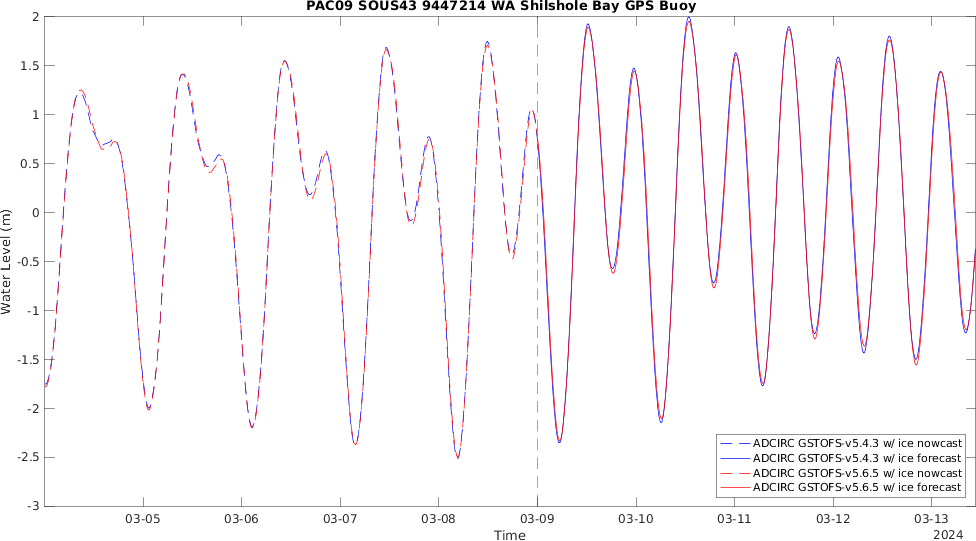 PAC09 SOUS43 9447214 WA Shilshole Bay GPS Buoy
2
1.5
1
0.5
0
-0.5
-1
-1.5
-2
-2.5
-3
Water Level (m)
ADCIRC GSTOFS-v5.4.3 w/ ice nowcast
ADCIRC GSTOFS-v5.4.3 w/ ice forecast
ADCIRC GSTOFS-v5.6.5 w/ ice nowcast
ADCIRC GSTOFS-v5.6.5 w/ ice forecast
03-05 03-06 03-07 03-08 03-09 03-10 03-11 03-12 03-13
Time 2024